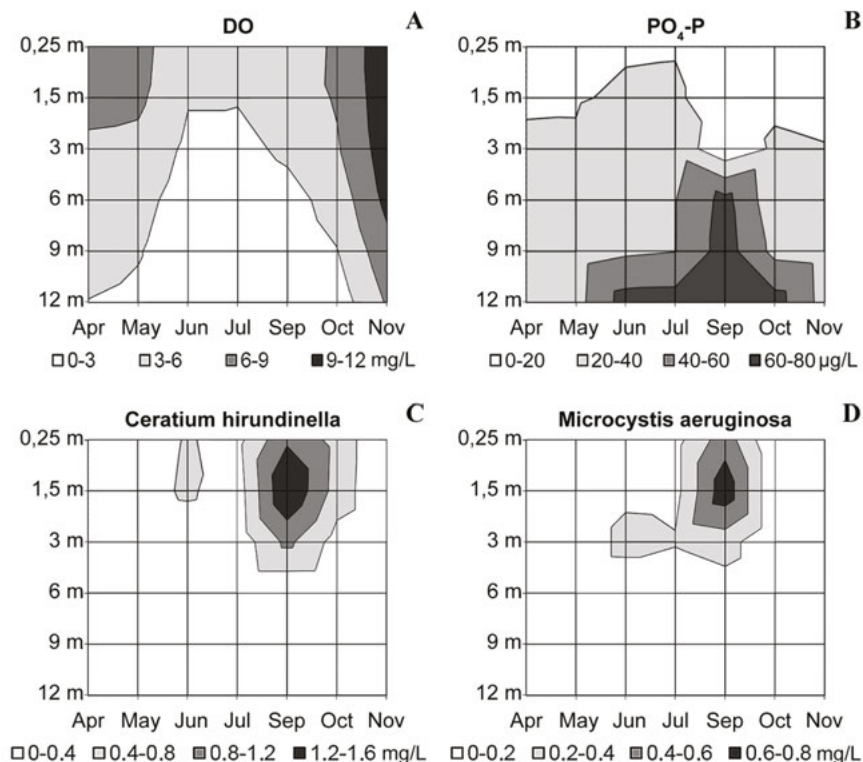 DO
A
0,25 m
1,5 m
3 m
6 m
9 m
12 m
Apr May Jun Jul Sep Oct Nov
0-3 3-6 6-9 9-12 mg/L
PO4-P
B
0,25 m
1,5 m
3 m
6 m
9 m
12 m
Apr May Jun Jul Sep Oct Nov
0-20 20-40 40-60 60-80 µg/L
Ceratium hirundinella
C
0,25 m
1,5 m
3 m
6 m
9 m
12 m
Apr May Jun Jul Sep Oct Nov
0-0.4 0.4-0.8 0.8-1.2 1.2-1.6 mg/L
Microcystis aeruginosa
D
0,25 m
1,5 m
3 m
6 m
9 m
12 m
Apr May Jun Jul Sep Oct Nov
0-0.2 0.2-0.4 0.4-0.6 0.6-0.8 mg/L